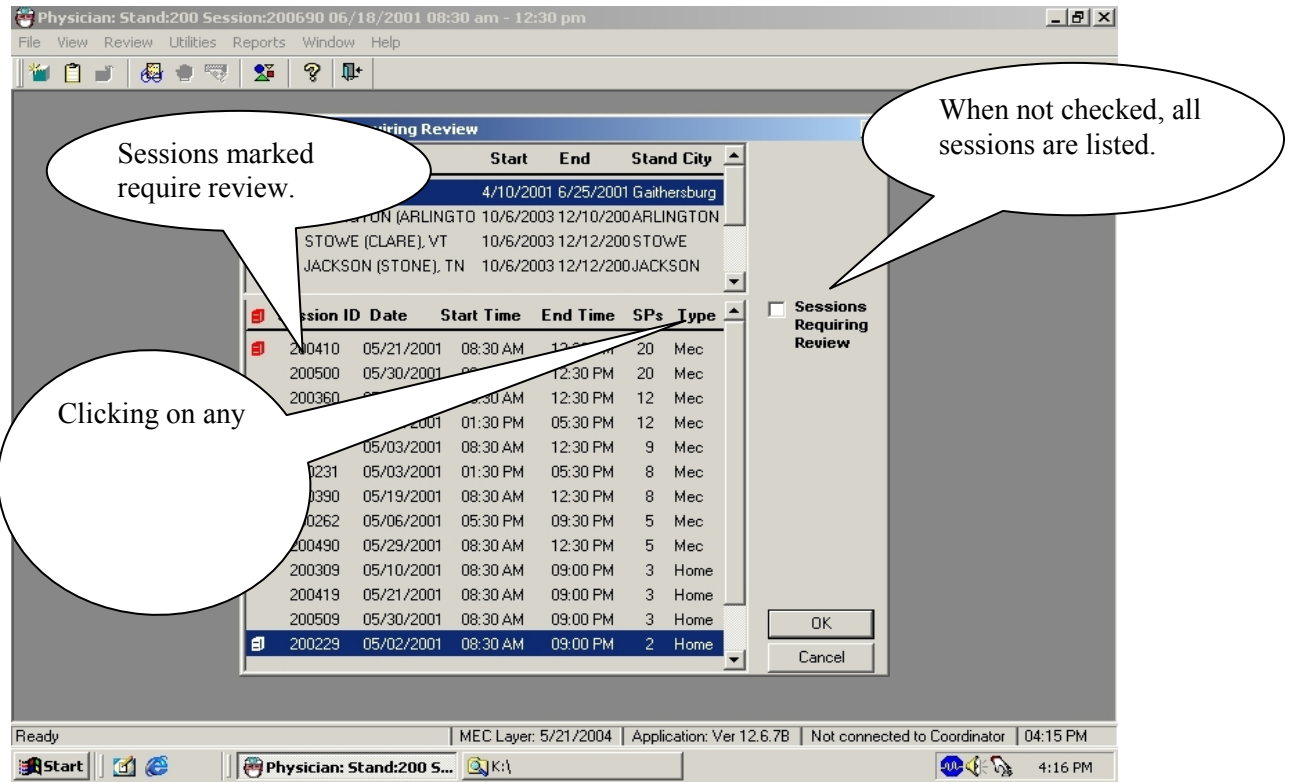 Physician: Stand:200 Session:200690 06/18/2001 08:30 am - 12:30 pm
File View Review Utilities Reports Window Help
When not checked, all
sessions are listed.
Sessions marked
require review.
Review
Start End Stand City
4/10/2001 6/25/2001 Gaithersburg
(ARLINGTO 10/6/2003 12/10/200 ARLINGTON
STOWE (CLARE), VT 10/6/2003 12/12/200 STOWE
JACKSON (STONE), TN 10/6/2003 12/12/200 JACKSON
ID Date Start Time End Time SPs Type
Sessions
Requiring
Review
200410 05/21/2001 08:30 AM 20 Mec
200500 05/30/2001 12:30 PM 20 Mec
200360 12:30 PM 12 Mec
01:30 PM 05:30 PM 12 Mec
05/03/2001 08:30 AM 12:30 PM 9 Mec
05/03/2001 01:30 PM 05:30 PM 8 Mec
05/19/2001 08:30 AM 12:30 PM 8 Mec
05/06/2001 05:30 PM 09:30 PM 5 Mec
200490 05/29/2001 08:30 AM 12:30 PM 5 Mec
200309 05/10/2001 08:30 AM 09:00 PM 3 Home
200419 05/21/2001 08:30 AM 09:00 PM 3 Home
200509 05/30/2001 08:30 AM 09:00 PM 3 Home
200229 05/02/2001 08:30 AM 09:00 PM 2 Home
Clicking on any
OK
Cancel
Ready MEC Layer: 5/21/2004 Application: Ver 12.6.7B Not connected to Coordinator 04:15 PM
Start Physician: Stand:200 S... K:\ 4:16 PM